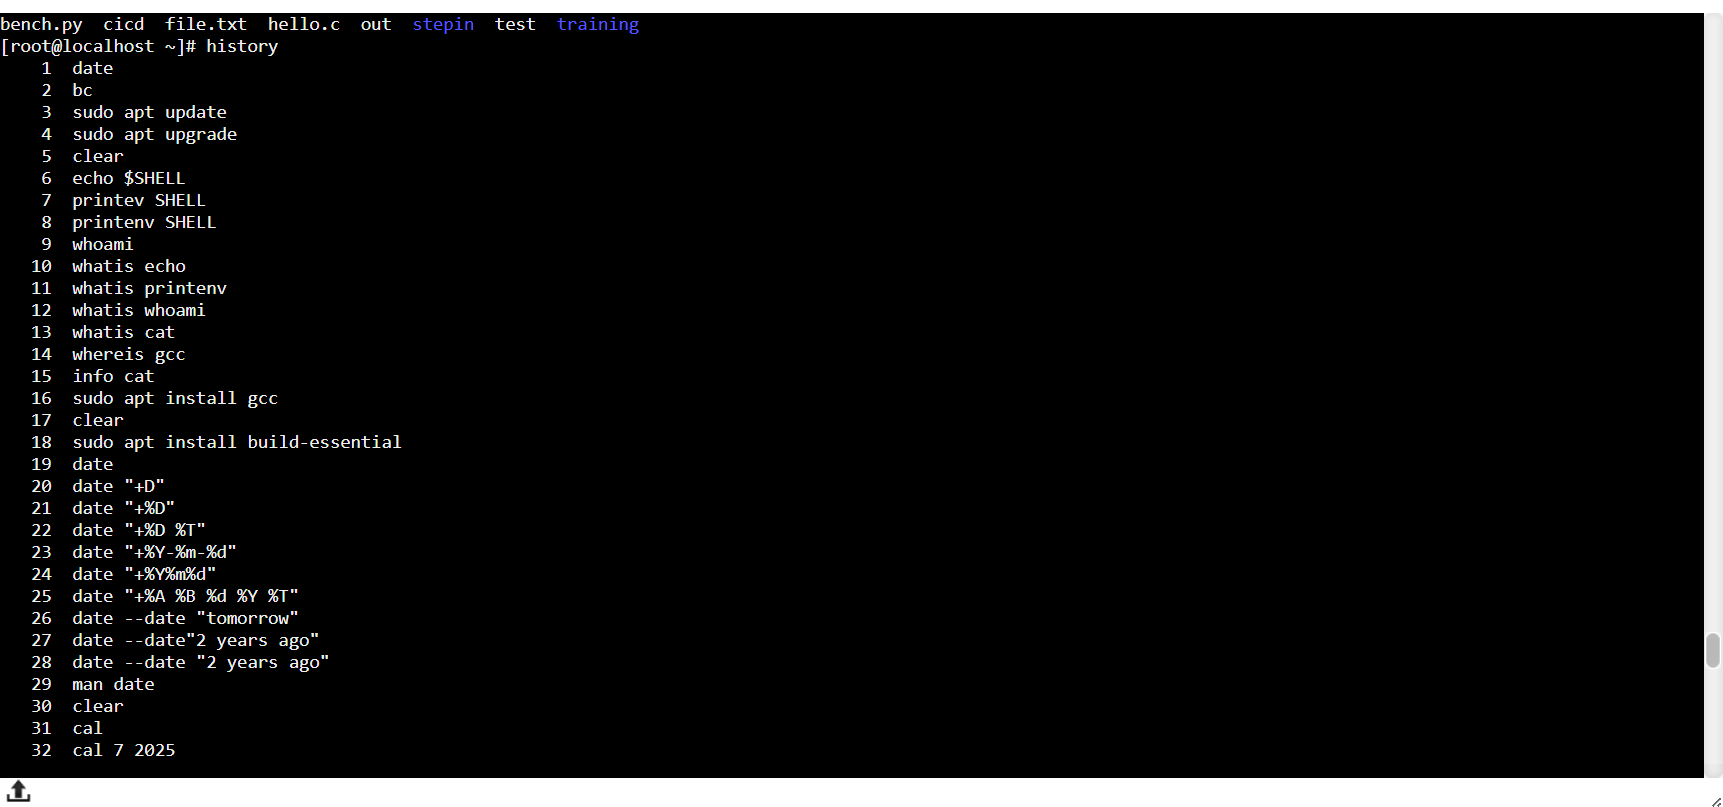 bench.py  cicd  file.txt  hello.c  out  stepin  test  training
[root@localhost ~]# history
    1  date
    2  bc
    3  sudo apt update
    4  sudo apt upgrade
    5  clear
    6  echo $SHELL
    7  printev SHELL
    8  printenv SHELL
    9  whoami
   10  whatis echo
   11  whatis printenv
   12  whatis whoami
   13  whatis cat
   14  whereis gcc
   15  info cat
   16  sudo apt install gcc
   17  clear
   18  sudo apt install build-essential
   19  date
   20  date "+D"
   21  date "+%D"
   22  date "+%D %T"
   23  date "+%Y-%m-%d"
   24  date "+%Y%m%d"
   25  date "+%A %B %d %Y %T"
   26  date --date "tomorrow"
   27  date --date"2 years ago"
   28  date --date "2 years ago"
   29  man date
   30  clear
   31  cal
   32  cal 7 2025